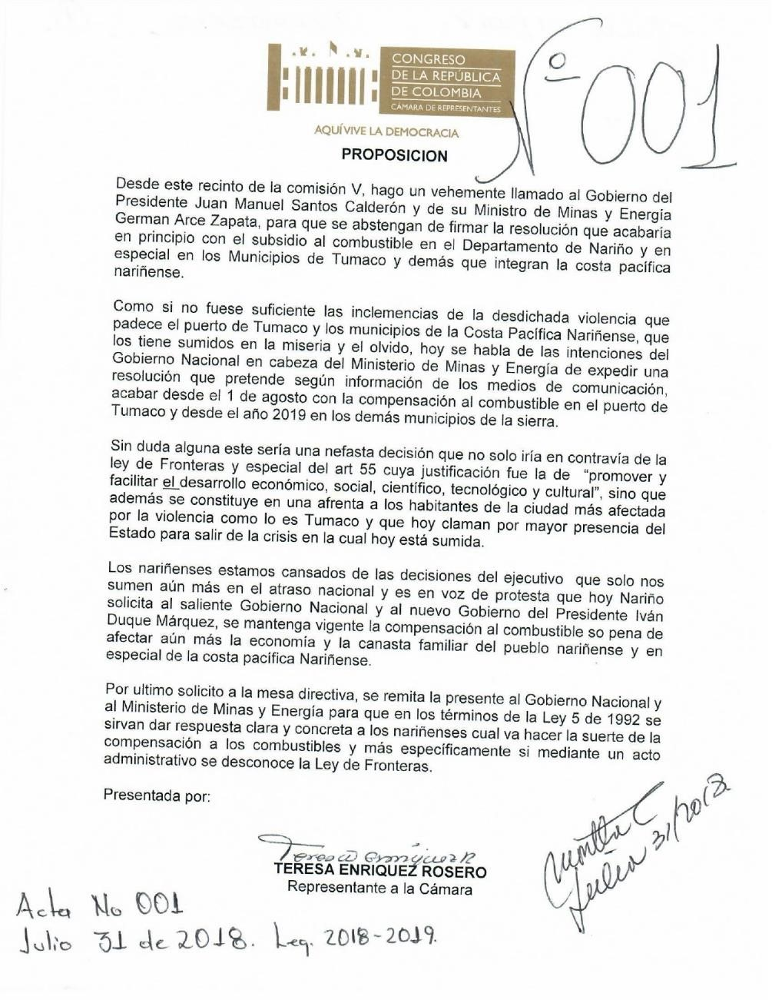 CONGRESO
DE LA REPÚBLICA
DE COLOMBIA
CÁMARA DE REPRESENTANTES
AQUÍ VIVE LA DEMOCRACIA
Nº 001
PROPOSICION
Desde este recinto de la comisión V, hago un vehemente llamado al Gobierno del
Presidente Juan Manuel Santos Calderón y de su Ministro de Minas y Energía
German Arce Zapata, para que se abstengan de firmar la resolución que acabaría
en principio con el subsidio al combustible en el Departamento de Nariño y en
especial en los Municipios de Tumaco y demás que integran la costa pacífica
nariñense.
Como si no fuese suficiente las inclemencias de la desdichada violencia que
padece el puerto de Tumaco y los municipios de la Costa Pacífica Nariñense, que
los tiene sumidos en la miseria y el olvido, hoy se habla de las intenciones del
Gobierno Nacional en cabeza del Ministerio de Minas y Energía de expedir una
resolución que pretende según información de los medios de comunicación,
acabar desde el 1 de agosto con la compensación al combustible en el puerto de
Tumaco y desde el año 2019 en los demás municipios de la sierra.
Sin duda alguna este sería una nefasta decisión que no solo iría en contravía de la
ley de Fronteras y especial del art 55 cuya justificación fue la de “promover y
facilitar el desarrollo económico, social, científico, tecnológico y cultural”, sino que
además se constituye en una afrenta a los habitantes de la ciudad más afectada
por la violencia como lo es Tumaco y que hoy claman por mayor presencia del
Estado para salir de la crisis en la cual hoy está sumida.
Los nariñenses estamos cansados de las decisiones del ejecutivo que solo nos
sumen aún más en el atraso nacional y es en voz de protesta que hoy Nariño
solicita al saliente Gobierno Nacional y al nuevo Gobierno del Presidente Iván
Duque Márquez, se mantenga vigente la compensación al combustible so pena de
afectar aún más la economía y la canasta familiar del pueblo nariñense y en
especial de la costa pacífica Nariñense.
Por ultimo solicito a la mesa directiva, se remita la presente al Gobierno Nacional y
al Ministerio de Minas y Energía para que en los términos de la Ley 5 de 1992 se
sirvan dar respuesta clara y concreta a los nariñenses cual va hacer la suerte de la
compensación a los combustibles y más específicamente si mediante un acto
administrativo se desconoce la Ley de Fronteras.
Presentada por:
Teresa Enríquez R
TERESA ENRIQUEZ ROSERO
Representante a la Cámara
Martha C
Julio 31/2018
Acta No 001
Julio 31 de 2018. Leg. 2018-2019.